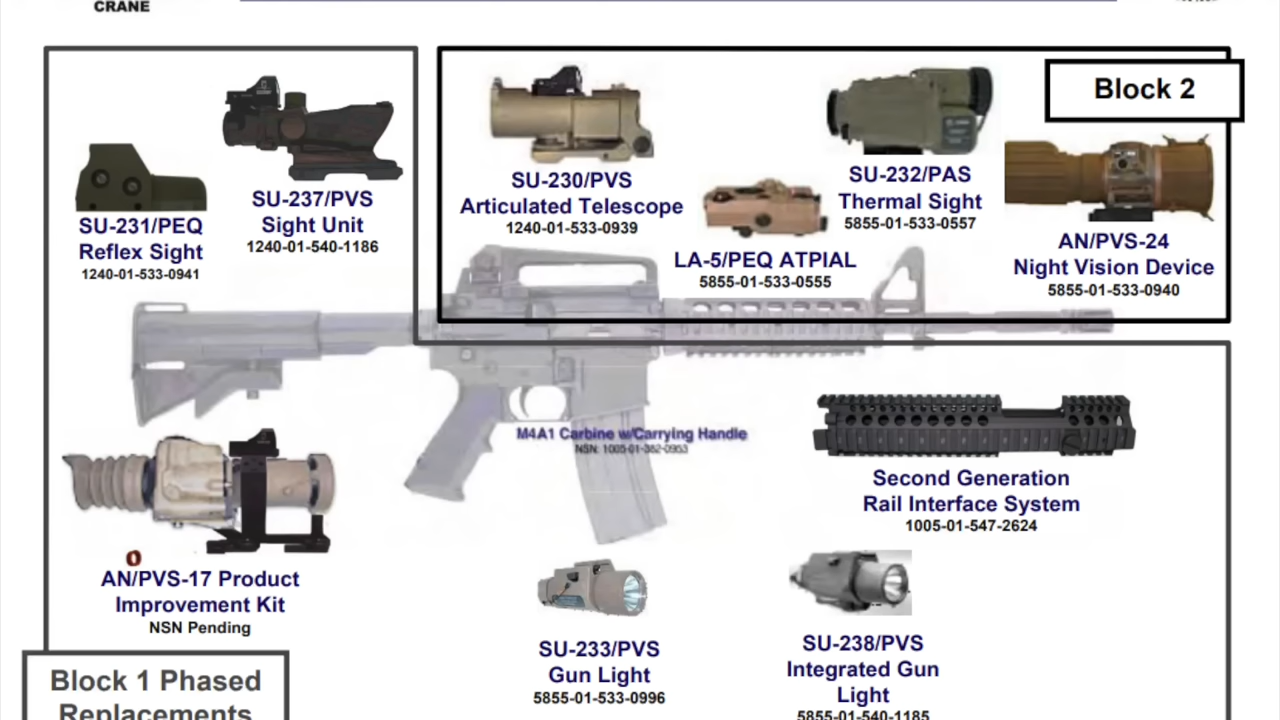 CRANE
Block 2
SU-237/PVS
Sight Unit
1240-01-540-1186
SU-231/PEQ
Reflex Sight
1240-01-533-0941
SU-230/PVS
Articulated Telescope
1240-01-533-0939
SU-232/PAS
Thermal Sight
5855-01-533-0557
LA-5/PEQ ATPIAL
5855-01-533-0555
AN/PVS-24
Night Vision Device
5855-01-533-0940
M4A1 Carbine w/Carrying Handle
NSN: 1005-01-382-0953
Second Generation
Rail Interface System
1005-01-547-2624
AN/PVS-17 Product
Improvement Kit
NSN Pending
SU-233/PVS
Gun Light
5855-01-533-0996
SU-238/PVS
Integrated Gun
Light
5855-01-540-1185
Block 1 Phased
Replacements